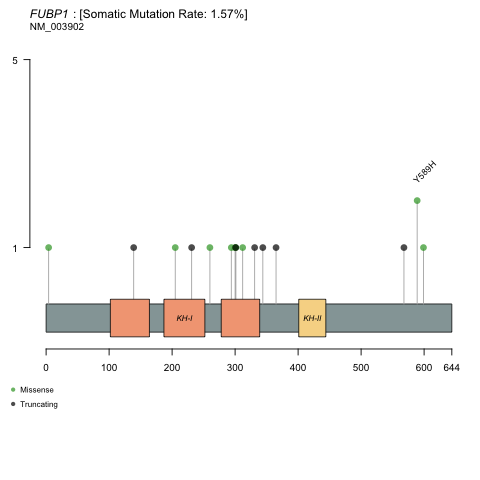 FUBP1 : [Somatic Mutation Rate: 1.57%]
NM_003902
5
Y589H
1
KH-I
KH-II
0 100 200 300 400 500 600 644
Missense
Truncating